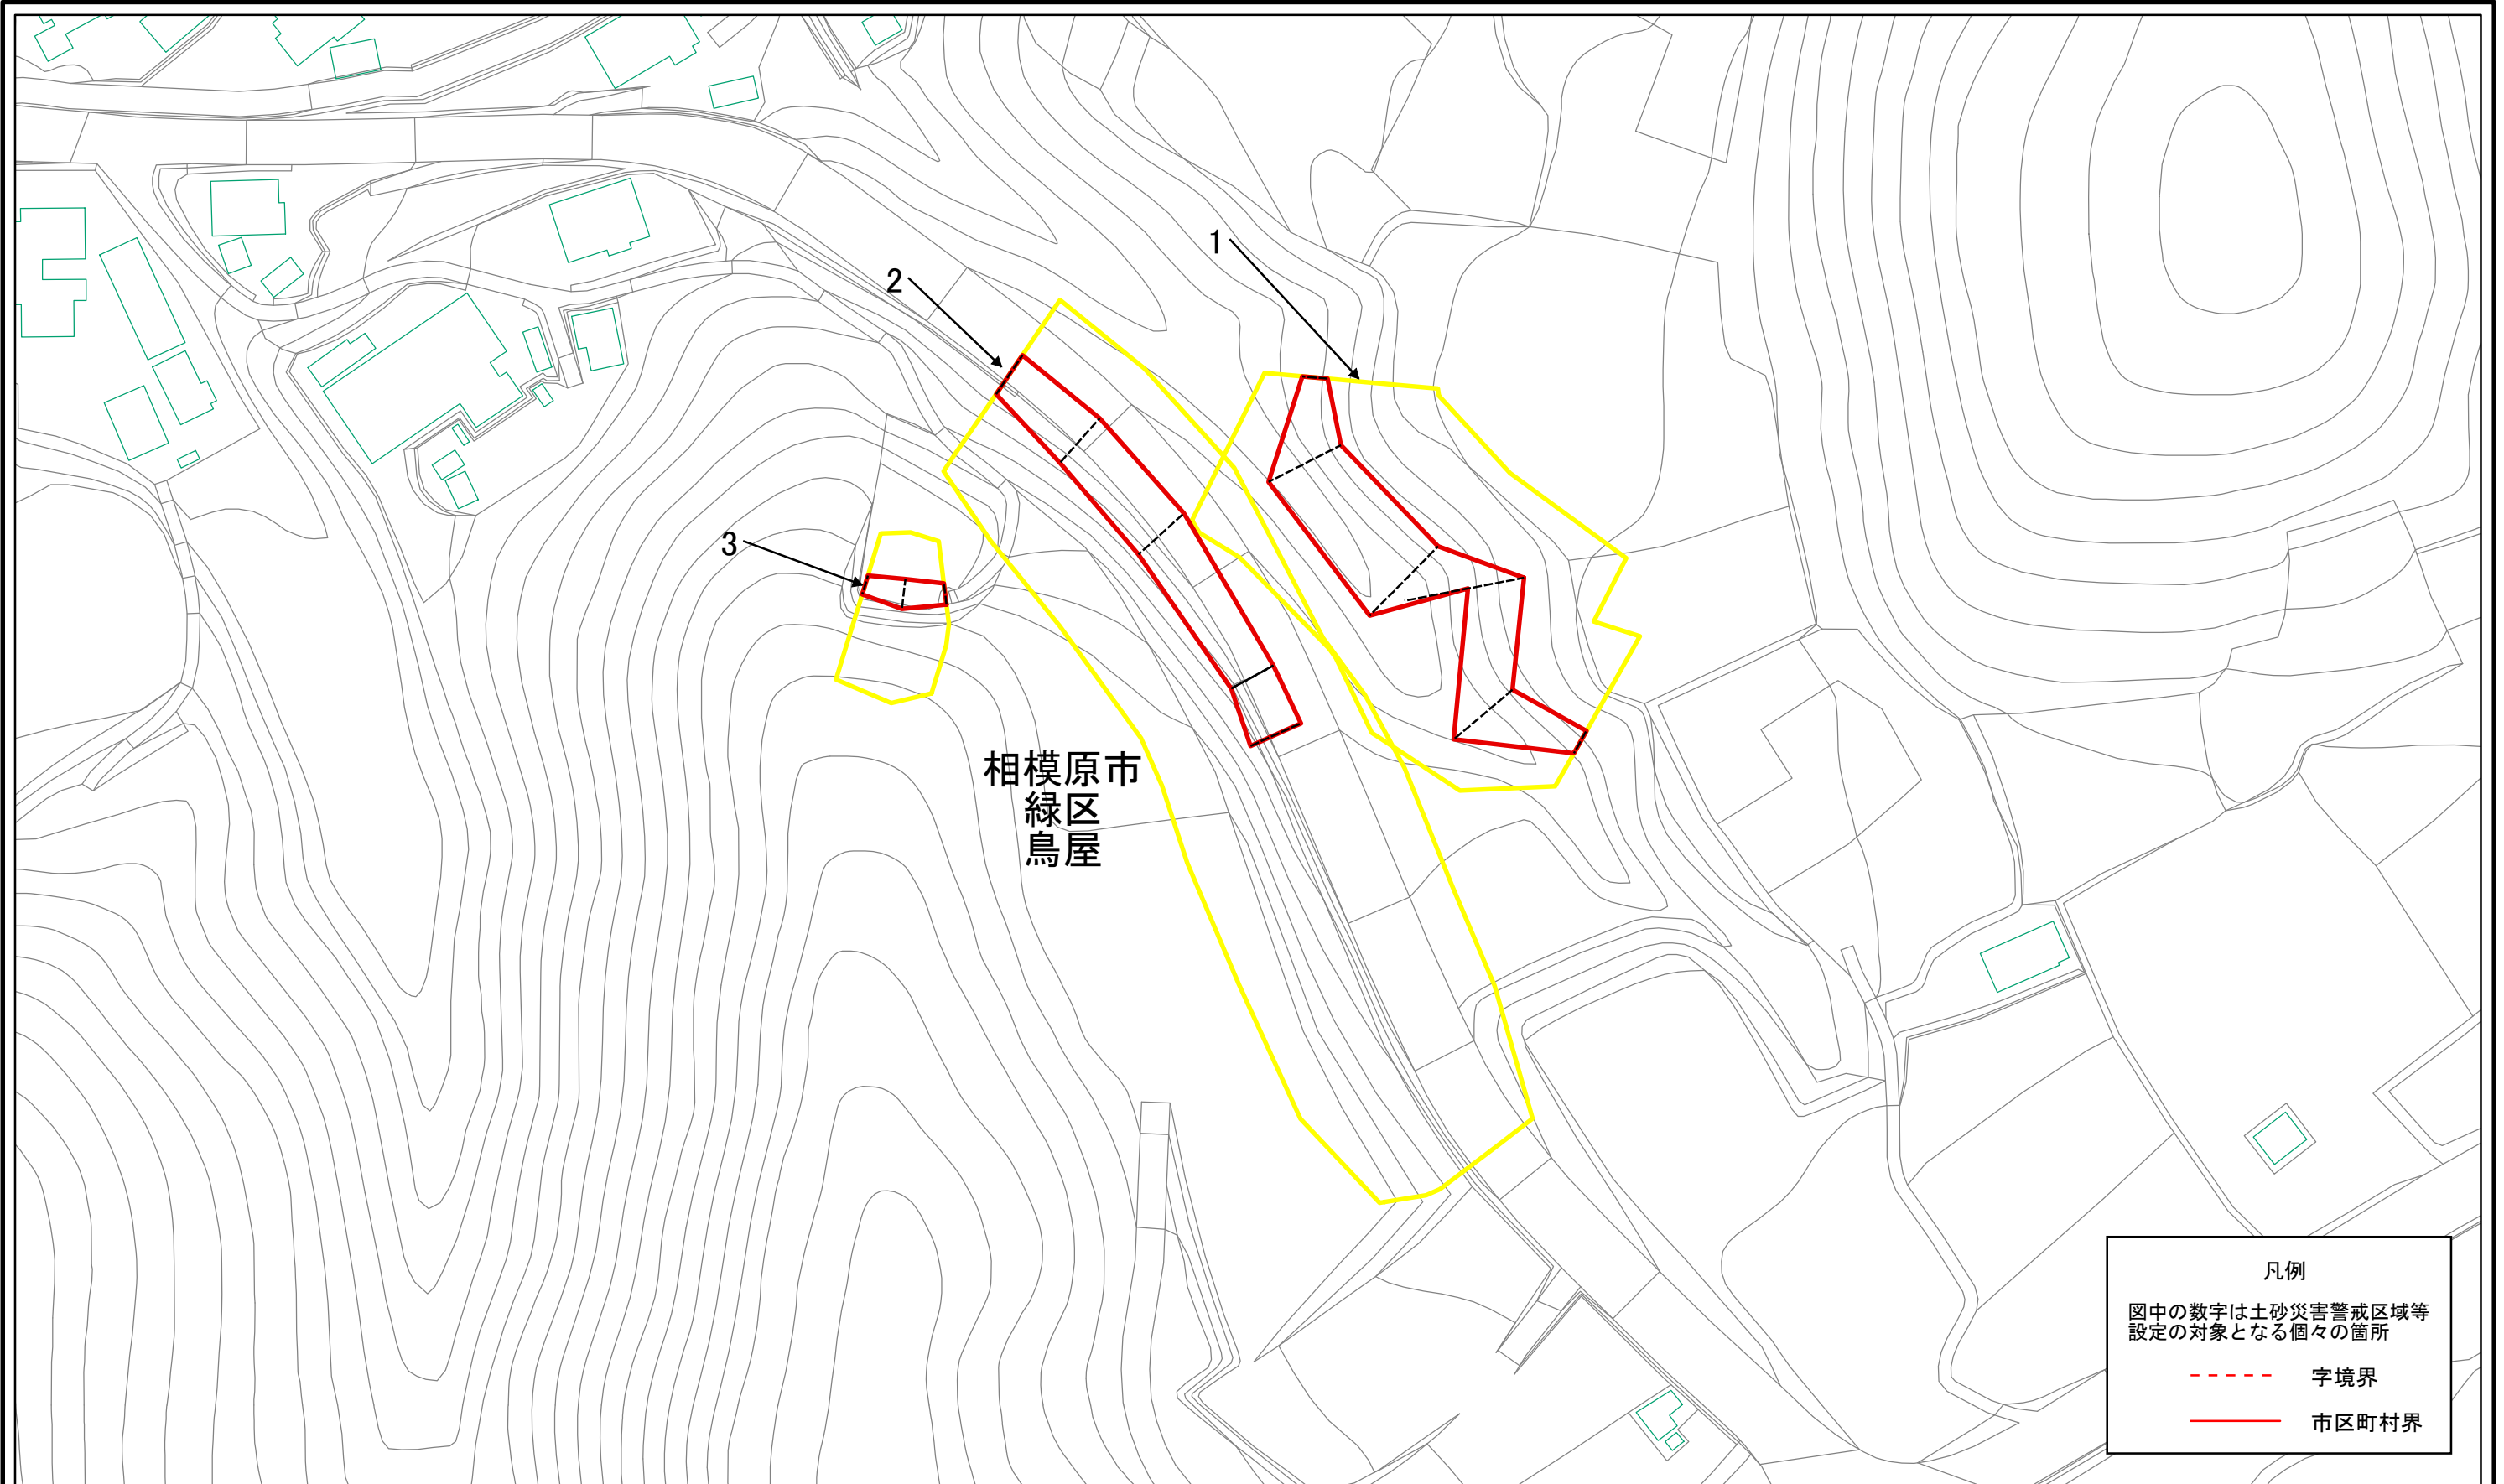 1
2
3
相模原市
緑区
鳥屋
凡例
図中の数字は土砂災害警戒区域等
設定の対象となる個々の箇所
字境界
市区町村界